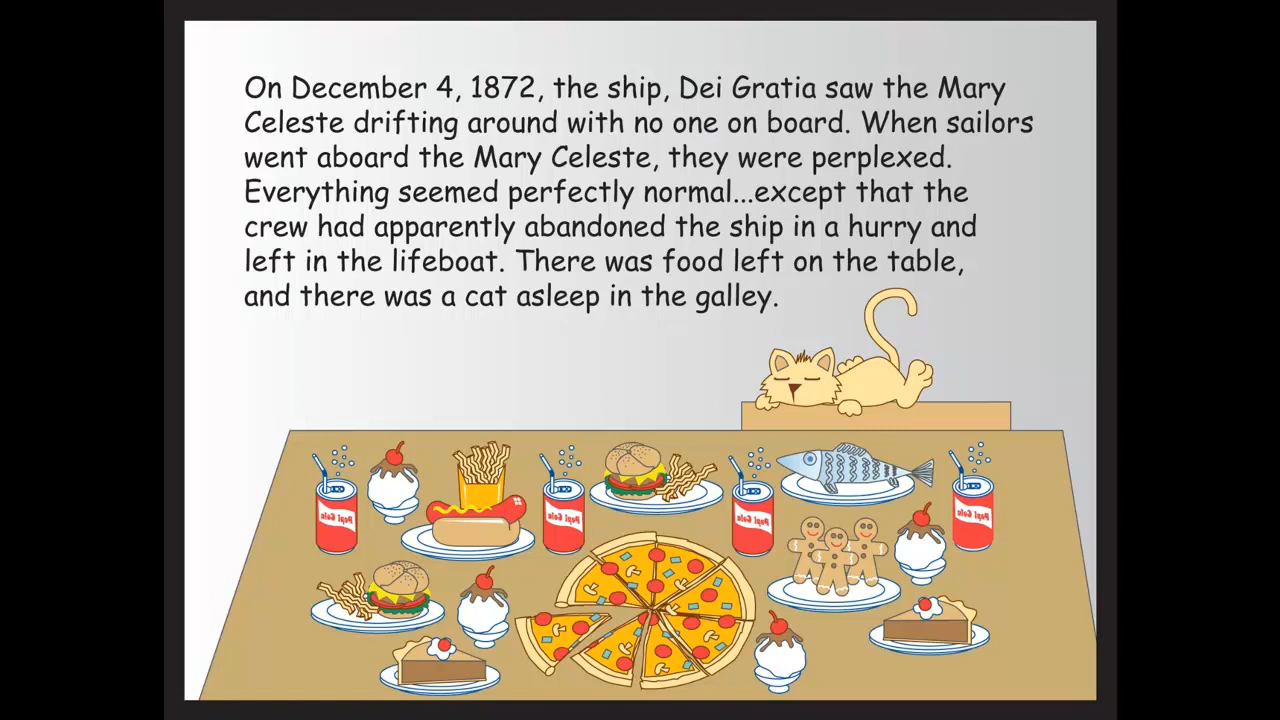 On December 4, 1872, the ship, Dei Gratia saw the Mary
Celeste drifting around with no one on board. When sailors
went aboard the Mary Celeste, they were perplexed.
Everything seemed perfectly normal...except that the
crew had apparently abandoned the ship in a hurry and
left in the lifeboat. There was food left on the table,
and there was a cat asleep in the galley.